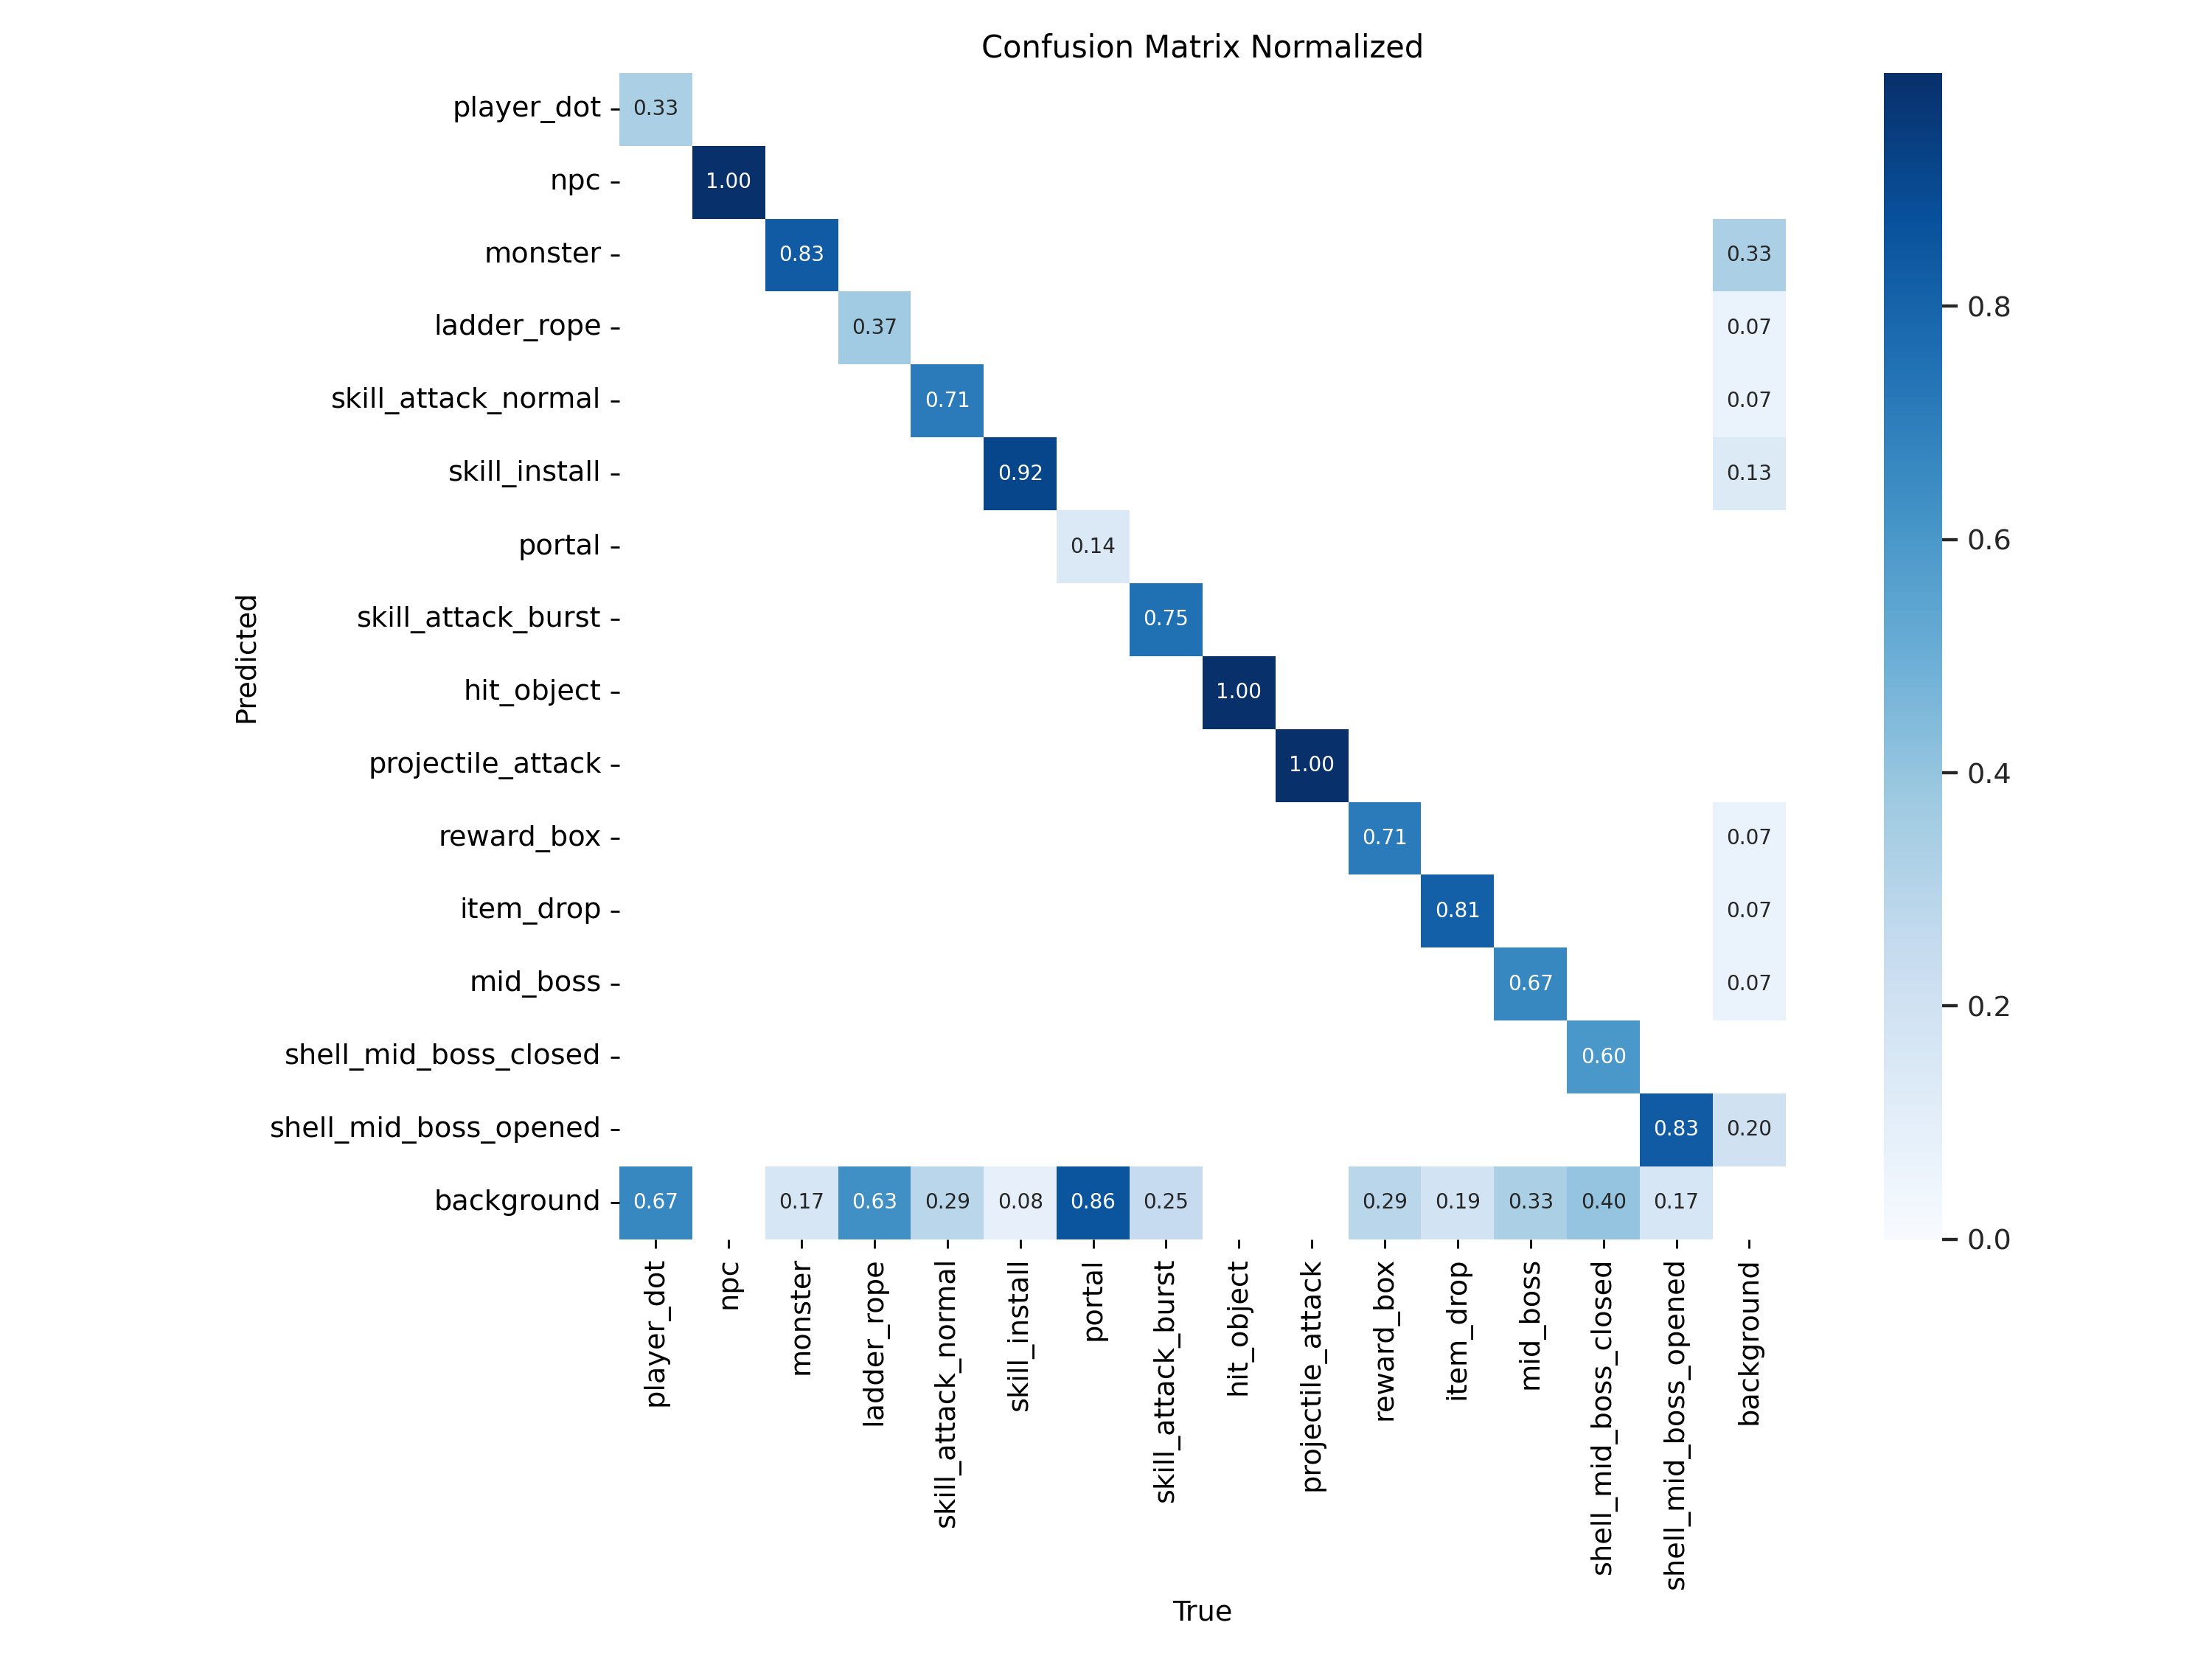 Confusion Matrix Normalized
player_dot
0.33
npc
1.00
monster
0.83
0.33
ladder_rope
0.37
0.07
skill_attack_normal
0.71
0.07
skill_install
0.92
0.13
portal
0.14
skill_attack_burst
0.75
hit_object
1.00
projectile_attack
1.00
reward_box
0.71
0.07
item_drop
0.81
0.07
mid_boss
0.67
0.07
shell_mid_boss_closed
0.60
shell_mid_boss_opened
0.83
0.20
background
0.67
0.17
0.63
0.29
0.08
0.86
0.25
0.29
0.19
0.33
0.40
0.17
Predicted
player_dot
npc
monster
ladder_rope
skill_attack_normal
skill_install
portal
skill_attack_burst
hit_object
projectile_attack
reward_box
item_drop
mid_boss
shell_mid_boss_closed
shell_mid_boss_opened
background
True
0.8
0.6
0.4
0.2
0.0